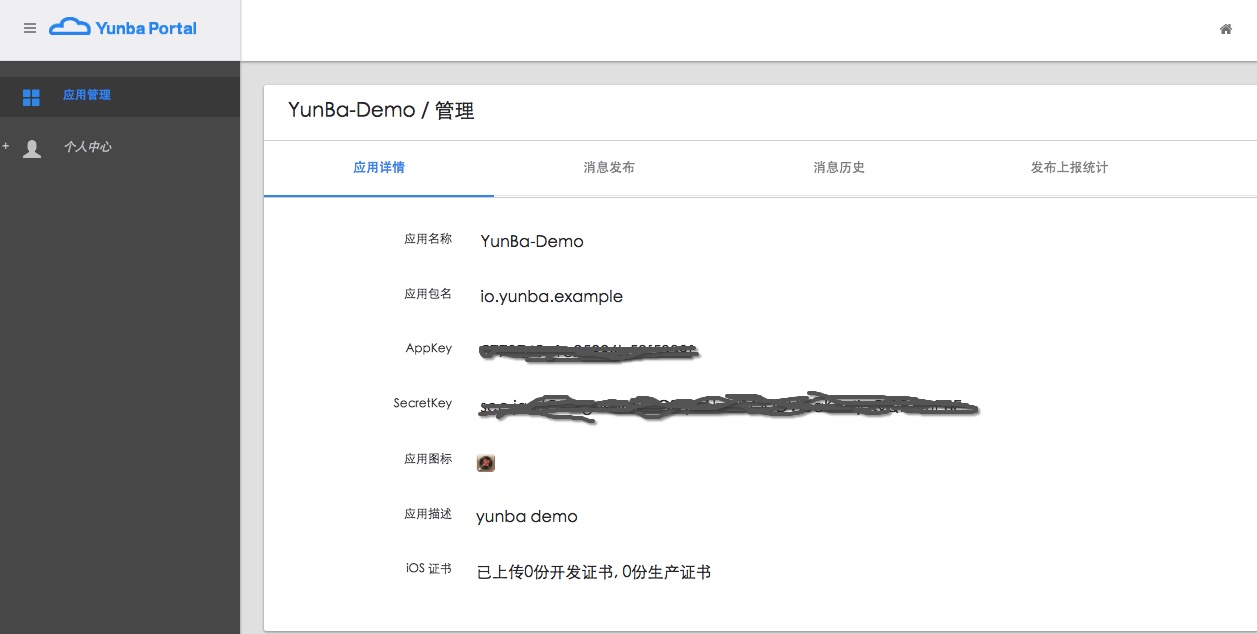 Yunba Portal
应用管理
+ 个人中心
YunBa-Demo / 管理
应用详情 消息发布 消息历史 发布上报统计
应用名称 YunBa-Demo
应用包名 io.yunba.example
AppKey
SecretKey
应用图标
应用描述 yunba demo
iOS 证书 已上传0份开发证书, 0份生产证书